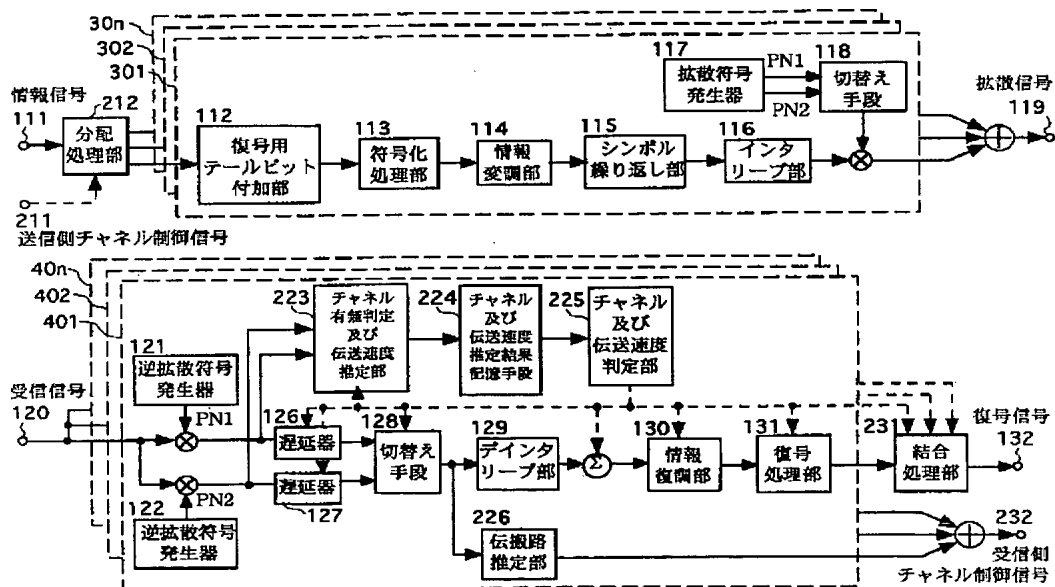 30n
302
301
情報信号
111
212
分配
処理部
211
送信側チャネル制御信号
112
復号用
テールビット
付加部
113
符号化
処理部
114
情報
変調部
115
シンボル
繰り返し部
116
インタ
リーブ部
117
拡散符号
発生器
PN1
PN2
118
切替え
手段
拡散信号
119
40n
402
401
受信信号
120
121
逆拡散符号
発生器
PN1
PN2
122
逆拡散符号
発生器
223
チャネル
有無判定
及び
伝送速度
推定部
224
チャネル
及び
伝送速度
推定結果
記憶手段
225
チャネル
及び
伝送速度
判定部
126
遅延器
遅延器
127
128
切替え
手段
129
デインタ
リーブ部
Σ
130
情報
復調部
131
復号
処理部
231
結合
処理部
復号信号
132
226
伝搬路
推定部
232
受信側
チャネル制御信号